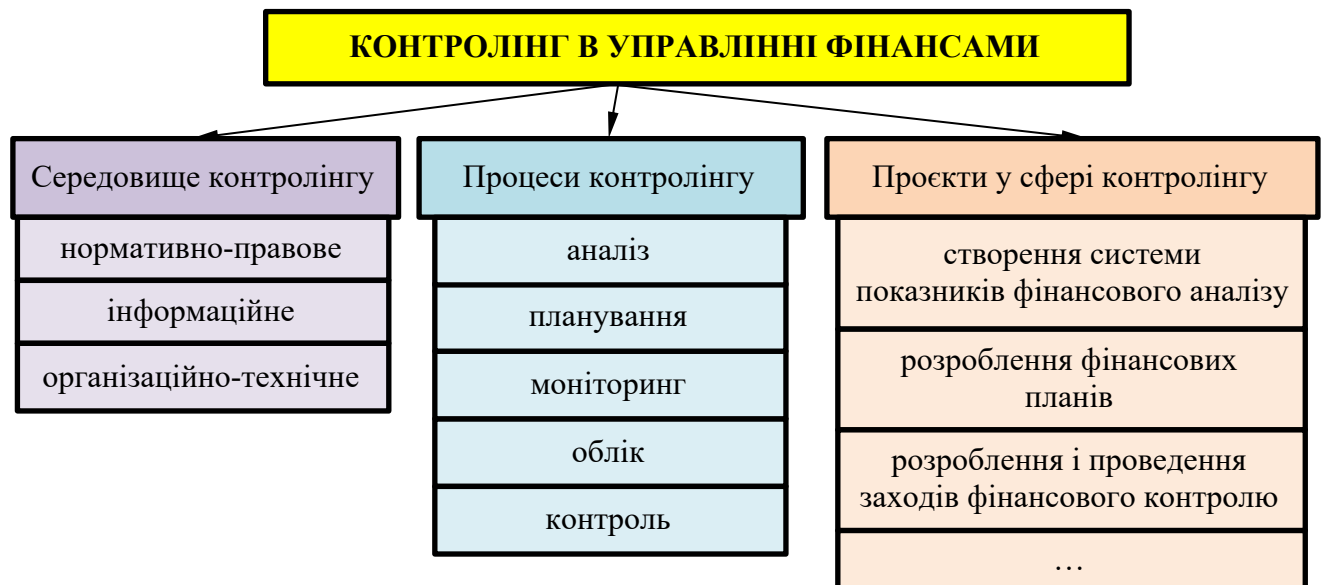 КОНТРОЛІНГ В УПРАВЛІННІ ФІНАНСАМИ
Середовище контролінгу
нормативно-правове
інформаційне
організаційно-технічне
Процеси контролінгу
аналіз
планування
моніторинг
облік
контроль
Проєкти у сфері контролінгу
створення системи
показників фінансового аналізу
розроблення фінансових
планів
розроблення і проведення
заходів фінансового контролю
…